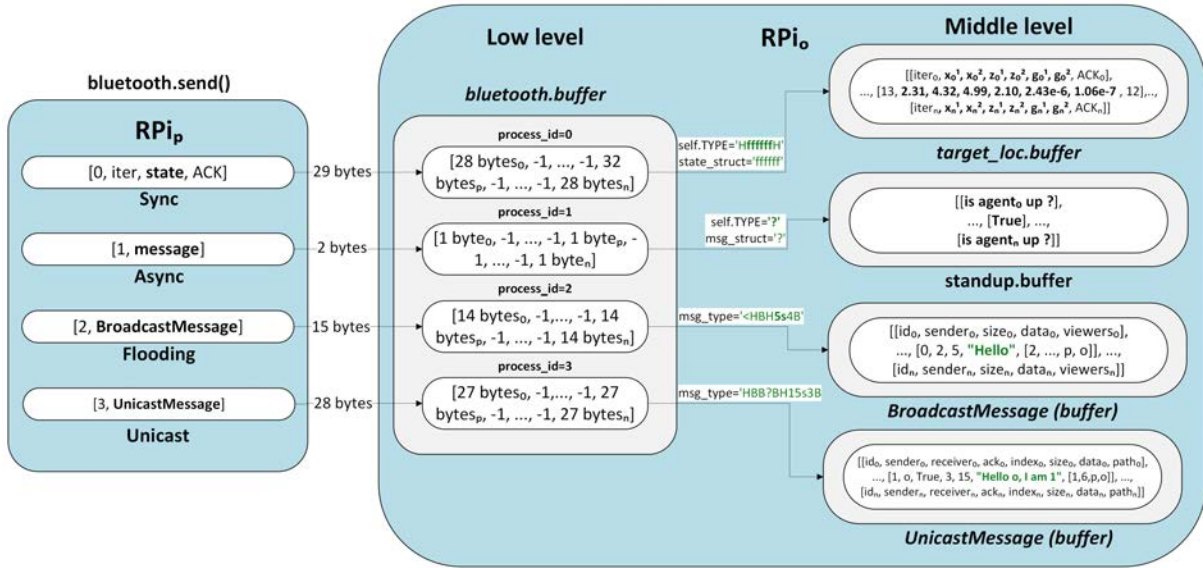 bluetooth.send()
RPiₚ
[0, iter, state, ACK]
Sync
[1, message]
Async
[2, BroadcastMessage]
Flooding
[3, UnicastMessage]
Unicast
29 bytes
2 bytes
15 bytes
28 bytes
Low level
RPiₒ
Middle level
bluetooth.buffer
process_id=0
[28 bytes₀, -1, ..., -1, 32
bytesₚ, -1, ..., -1, 28 bytesₙ]
process_id=1
[1 byte₀, -1, ..., -1, 1 byteₚ, -
1, ..., -1, 1 byteₙ]
process_id=2
[14 bytes₀, -1,..., -1, 14
bytesₚ, -1, ..., -1, 14 bytesₙ]
process_id=3
[27 bytes₀, -1, ..., -1, 27
bytesₚ, -1, ..., -1, 27 bytesₙ]
self.TYPE='HffffffH'
state_struct='ffffff'
self.TYPE='?'
msg_struct='?'
msg_type='<HBH5s4B'
msg_type='HBB?BH15s3B
[[iter₀, x₀¹, x₀², z₀¹, z₀², g₀¹, g₀², ACK₀],
..., [13, 2.31, 4.32, 4.99, 2.10, 2.43e-6, 1.06e-7 , 12],..,
[iterₙ, xₙ¹, xₙ², zₙ¹, zₙ², gₙ¹, gₙ², ACKₙ]]
target_loc.buffer
[[is agent₀ up ?],
..., [True], ...,
[is agentₙ up ?]]
standup.buffer
[[id₀, sender₀, size₀, data₀, viewers₀],
..., [0, 2, 5, "Hello", [2, ..., p, o]], ...,
[idₙ, senderₙ, sizeₙ, dataₙ, viewersₙ]]
BroadcastMessage (buffer)
[[id₀, sender₀, receiver₀, ack₀, index₀, size₀, data₀, path₀],
..., [1, o, True, 3, 15, "Hello o, I am 1", [1,6,p,o]], ...,
[idₙ, senderₙ, receiverₙ, ackₙ, indexₙ, sizeₙ, dataₙ, pathₙ]]
UnicastMessage (buffer)